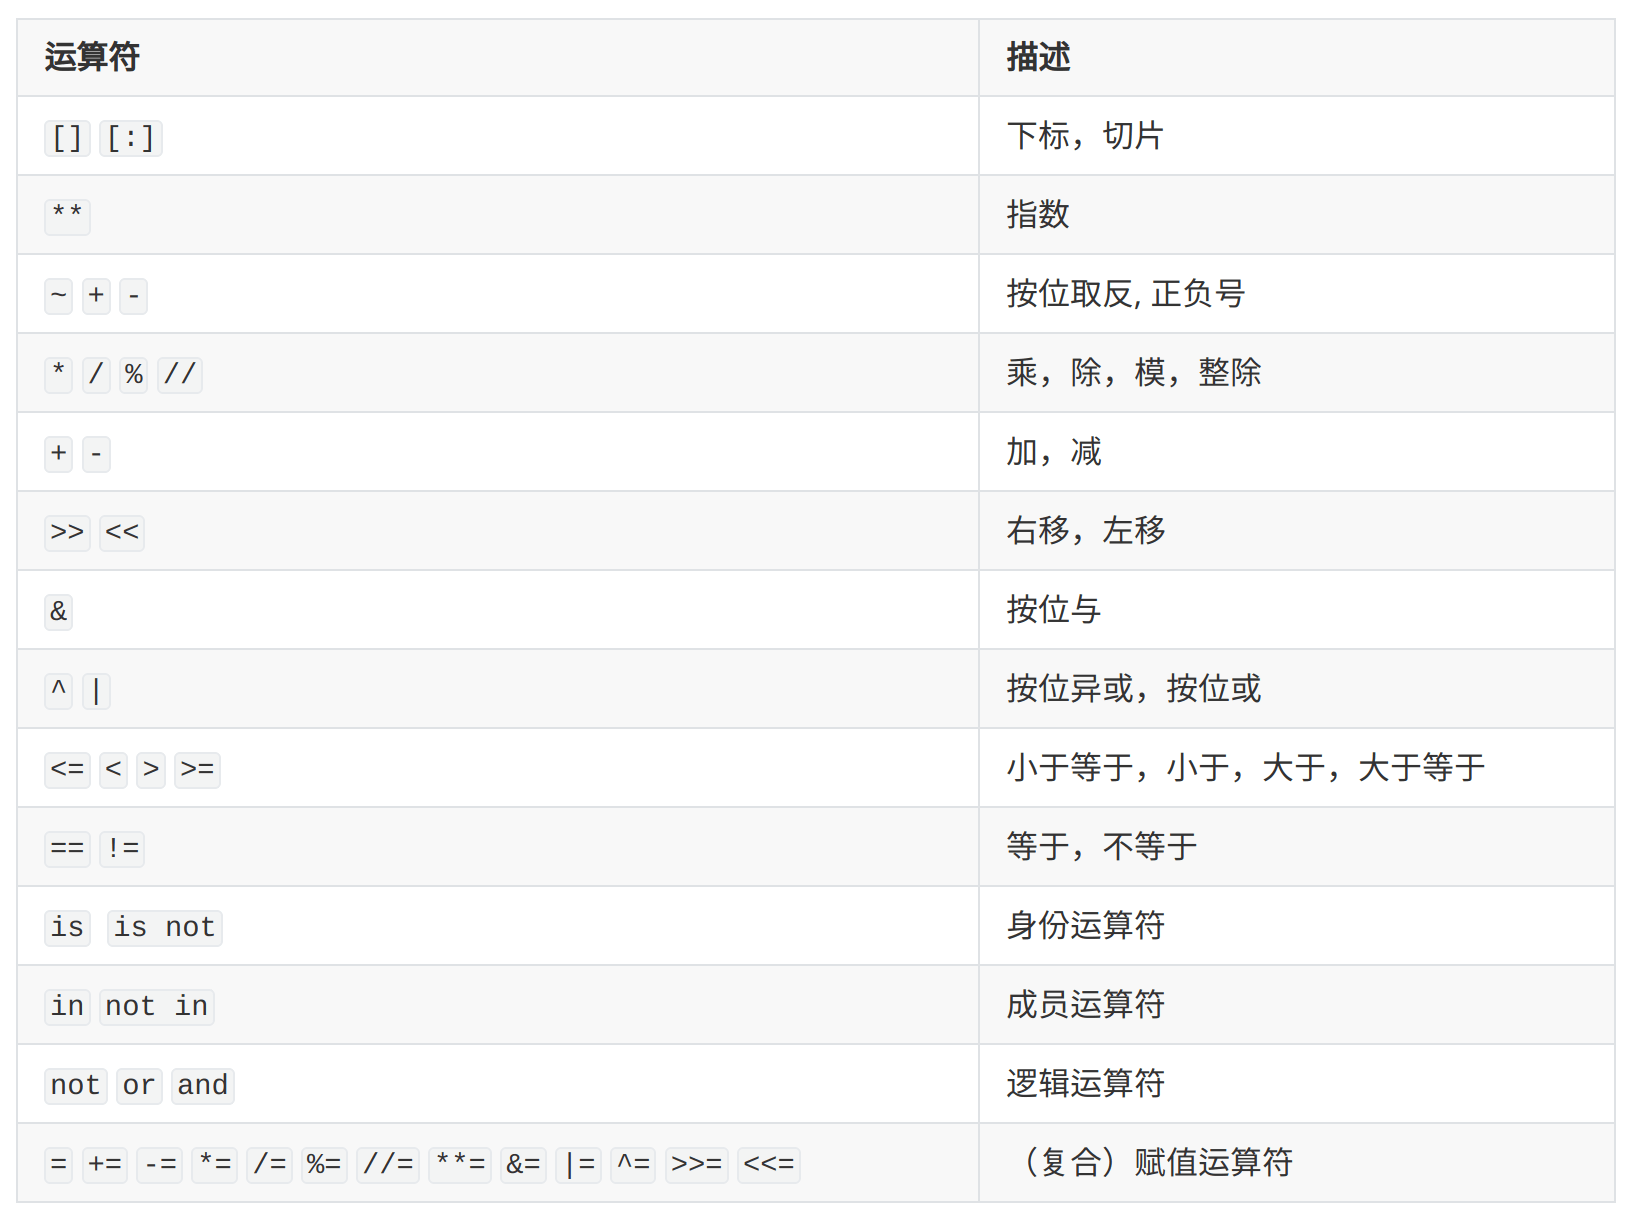 运算符 描述
[] [:] 下标，切片
** 指数
~ + - 按位取反, 正负号
* / % // 乘，除，模，整除
+ - 加，减
>> << 右移，左移
& 按位与
^ | 按位异或，按位或
<= < > >= 小于等于，小于，大于，大于等于
== != 等于，不等于
is is not 身份运算符
in not in 成员运算符
not or and 逻辑运算符
= += -= *= /= %= //= **= &= |= ^= >>= <<= （复合）赋值运算符